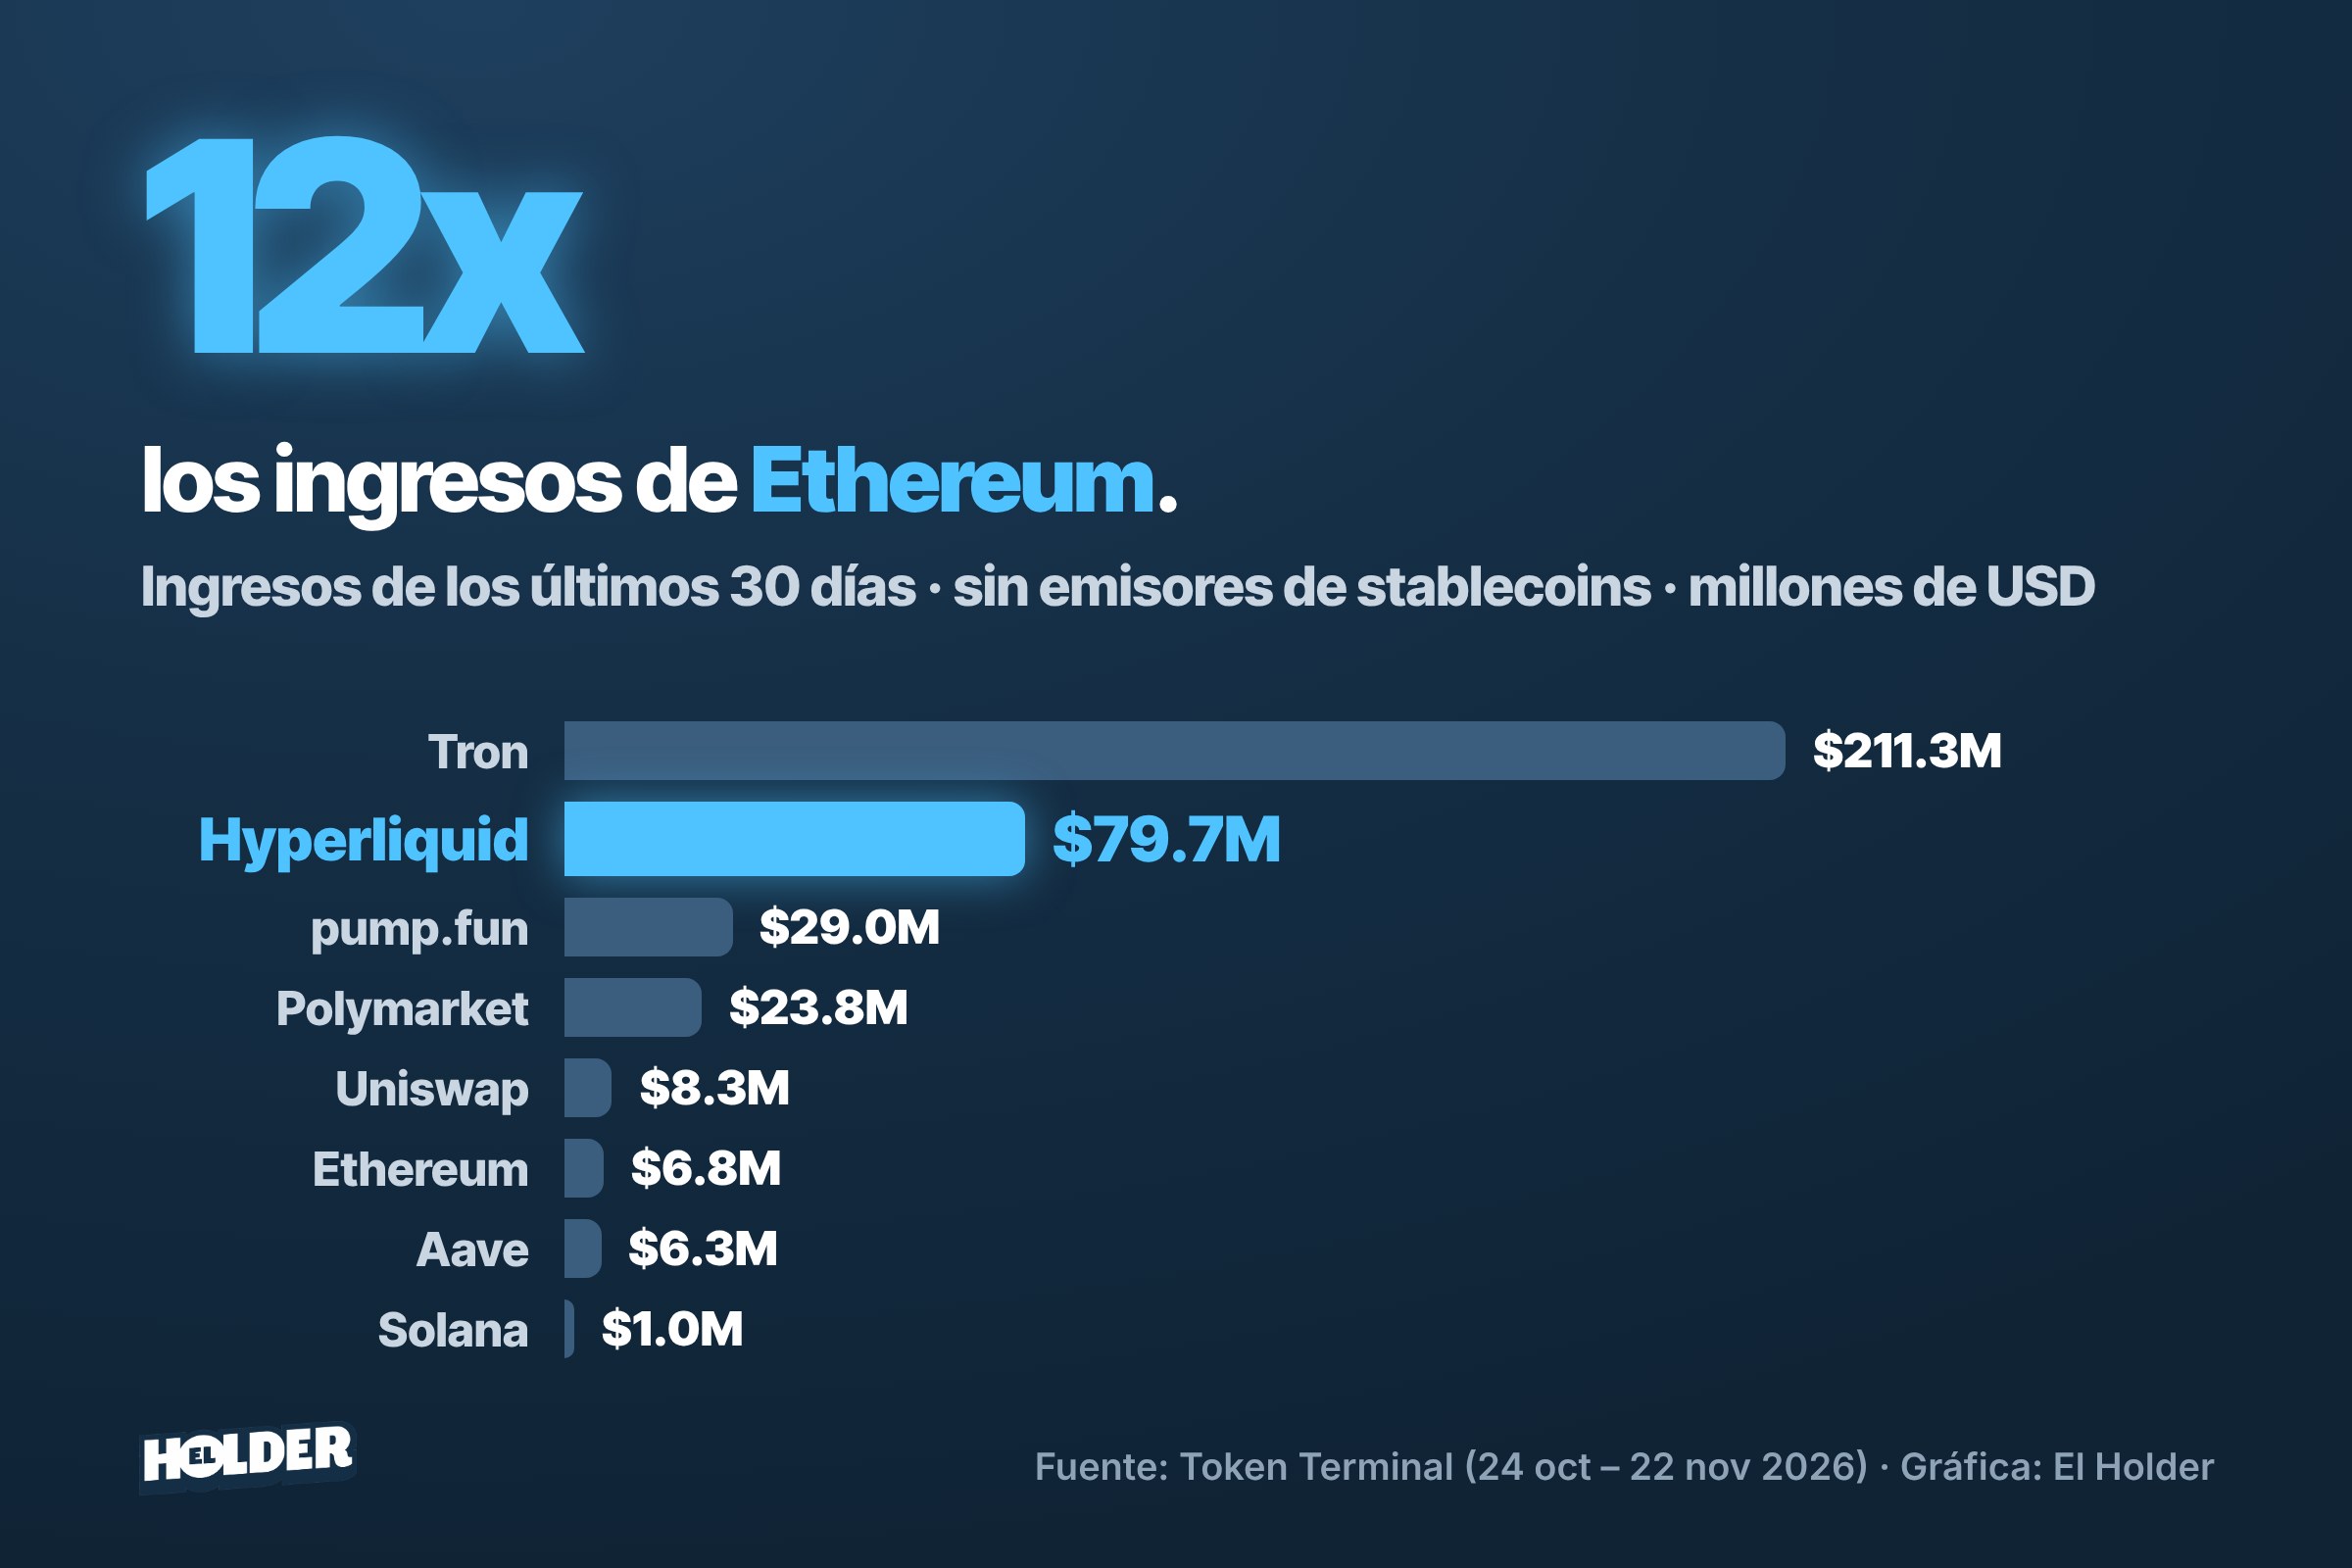 12x
los ingresos de Ethereum.
Ingresos de los últimos 30 días · sin emisores de stablecoins · millones de USD
Tron $211.3M
Hyperliquid $79.7M
pump.fun $29.0M
Polymarket $23.8M
Uniswap $8.3M
Ethereum $6.8M
Aave $6.3M
Solana $1.0M
EL HOLDER
Fuente: Token Terminal (24 oct – 22 nov 2026) · Gráfica: El Holder